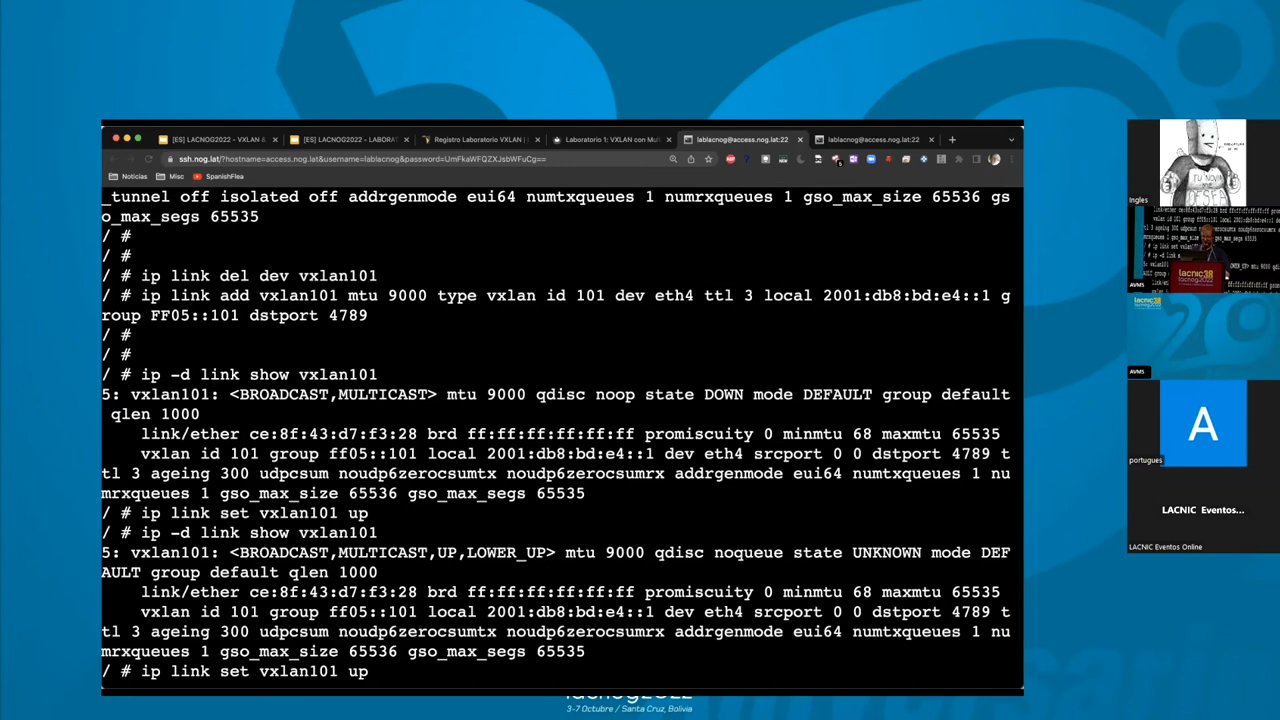 [ES] LACNOG2022 - VXLAN &
[ES] LACNOG2022 - LABORAT
Registro Laboratorio VXLAN |
Laboratorio 1: VXLAN con Mul
lablacnog@access.nog.lat:22
lablacnog@access.nog.lat:22
ssh.nog.lat/?hostname=access.nog.lat&username=lablacnog&password=UmFkaWFQZXJsbWFuCg==
Noticias
Misc
SpanishFlea
_tunnel off isolated off addrgenmode eui64 numtxqueues 1 numrxqueues 1 gso_max_size 65536 gs
o_max_segs 65535
/ #
/ #
/ # ip link del dev vxlan101
/ # ip link add vxlan101 mtu 9000 type vxlan id 101 dev eth4 ttl 3 local 2001:db8:bd:e4::1 g
roup FF05::101 dstport 4789
/ #
/ #
/ # ip -d link show vxlan101
5: vxlan101: <BROADCAST,MULTICAST> mtu 9000 qdisc noop state DOWN mode DEFAULT group default
qlen 1000
link/ether ce:8f:43:d7:f3:28 brd ff:ff:ff:ff:ff:ff promiscuity 0 minmtu 68 maxmtu 65535
vxlan id 101 group ff05::101 local 2001:db8:bd:e4::1 dev eth4 srcport 0 0 dstport 4789 t
tl 3 ageing 300 udpcsum noudp6zerocsumtx noudp6zerocsumrx addrgenmode eui64 numtxqueues 1 nu
mrxqueues 1 gso_max_size 65536 gso_max_segs 65535
/ # ip link set vxlan101 up
/ # ip -d link show vxlan101
5: vxlan101: <BROADCAST,MULTICAST,UP,LOWER_UP> mtu 9000 qdisc noqueue state UNKNOWN mode DEF
AULT group default qlen 1000
link/ether ce:8f:43:d7:f3:28 brd ff:ff:ff:ff:ff:ff promiscuity 0 minmtu 68 maxmtu 65535
vxlan id 101 group ff05::101 local 2001:db8:bd:e4::1 dev eth4 srcport 0 0 dstport 4789 t
tl 3 ageing 300 udpcsum noudp6zerocsumtx noudp6zerocsumrx addrgenmode eui64 numtxqueues 1 nu
mrxqueues 1 gso_max_size 65536 gso_max_segs 65535
/ # ip link set vxlan101 up
lacnog2022
3-7 Octubre / Santa Cruz, Bolivia
TU NOVIO
DESEO
Ingles
lacnic38
lacnog2022
AVMS
lacnic38
AVMS
A
portugues
LACNIC Eventos...
LACNIC Eventos Online